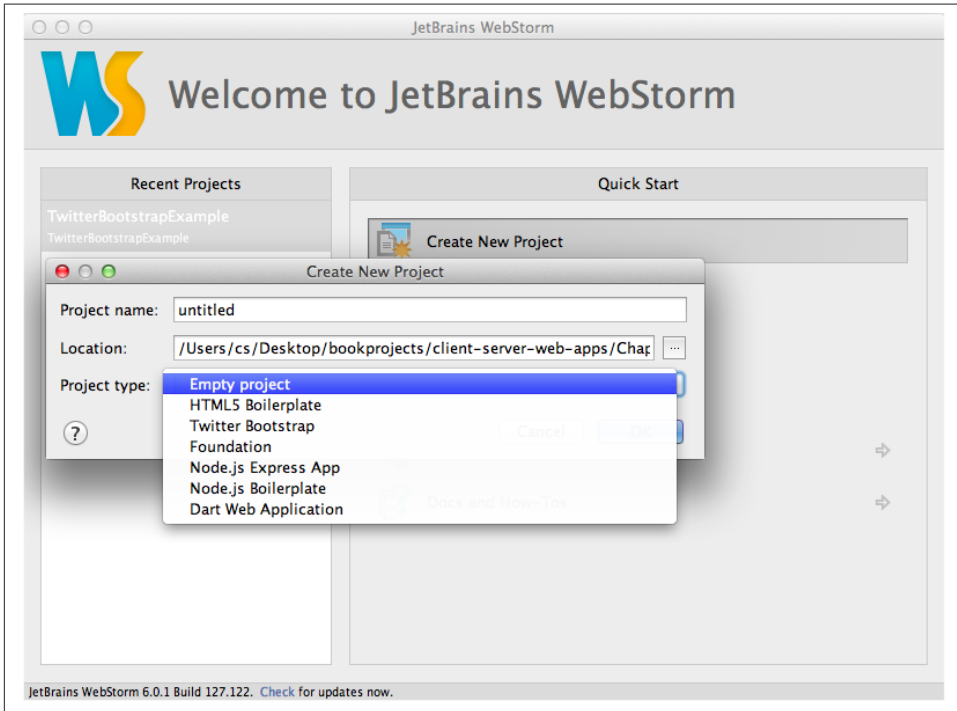 JetBrains WebStorm
WS
Welcome to JetBrains WebStorm
Recent Projects
TwitterBootstrapExample
TwitterBootstrapExample
Quick Start
Create New Project
Create New Project
Project name:
untitled
Location:
/Users/cs/Desktop/bookprojects/client-server-web-apps/Chap
...
Project type:
Empty project
HTML5 Boilerplate
Twitter Bootstrap
Foundation
Node.js Express App
Node.js Boilerplate
Dart Web Application
?
Cancel
OK
Docs and How-Tos
JetBrains WebStorm 6.0.1 Build 127.122. Check for updates now.